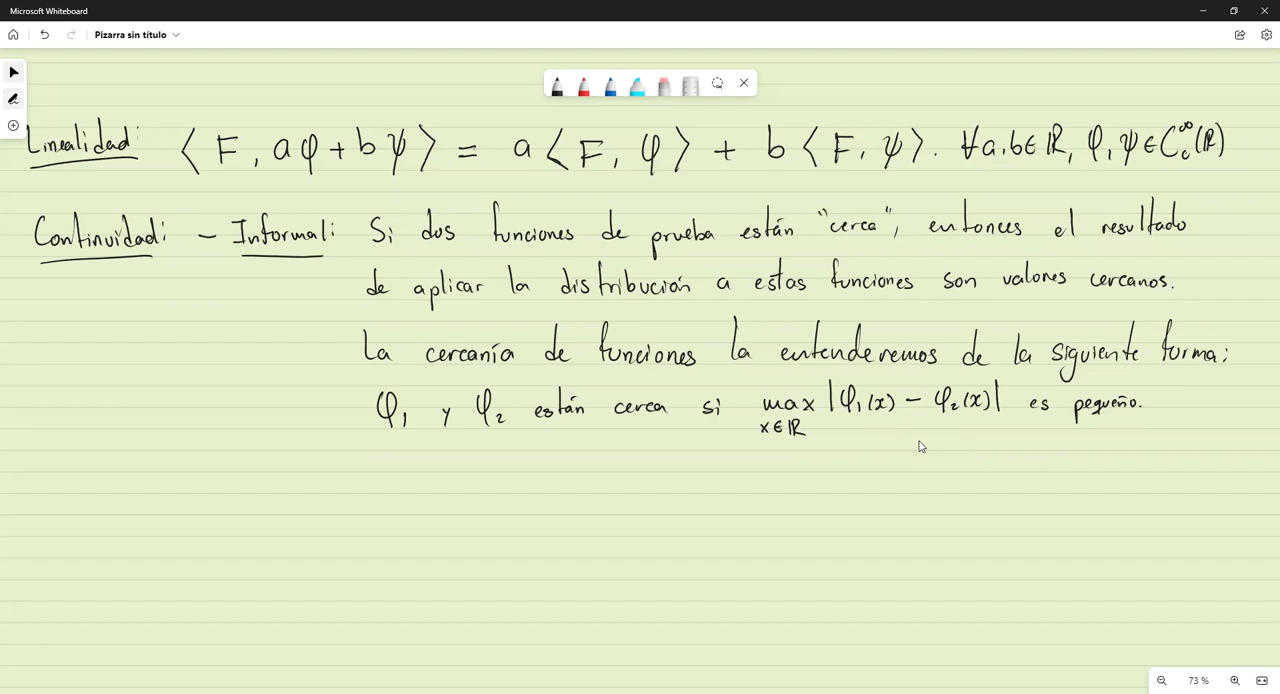 Microsoft Whiteboard
Pizarra sin título
Linealidad: ⟨F, aφ + bψ⟩ = a⟨F, φ⟩ + b⟨F, ψ⟩. ∀a,b∈ℝ, φ,ψ∈C_c^∞(ℝ)
Continuidad: - Informal: Si dos funciones de prueba están "cerca", entonces el resultado
de aplicar la distribución a estas funciones son valores cercanos.
La cercanía de funciones la entenderemos de la siguiente forma:
φ₁ y φ₂ están cerca si max_{x∈ℝ} |φ₁(x) - φ₂(x)| es pequeño.
73 %